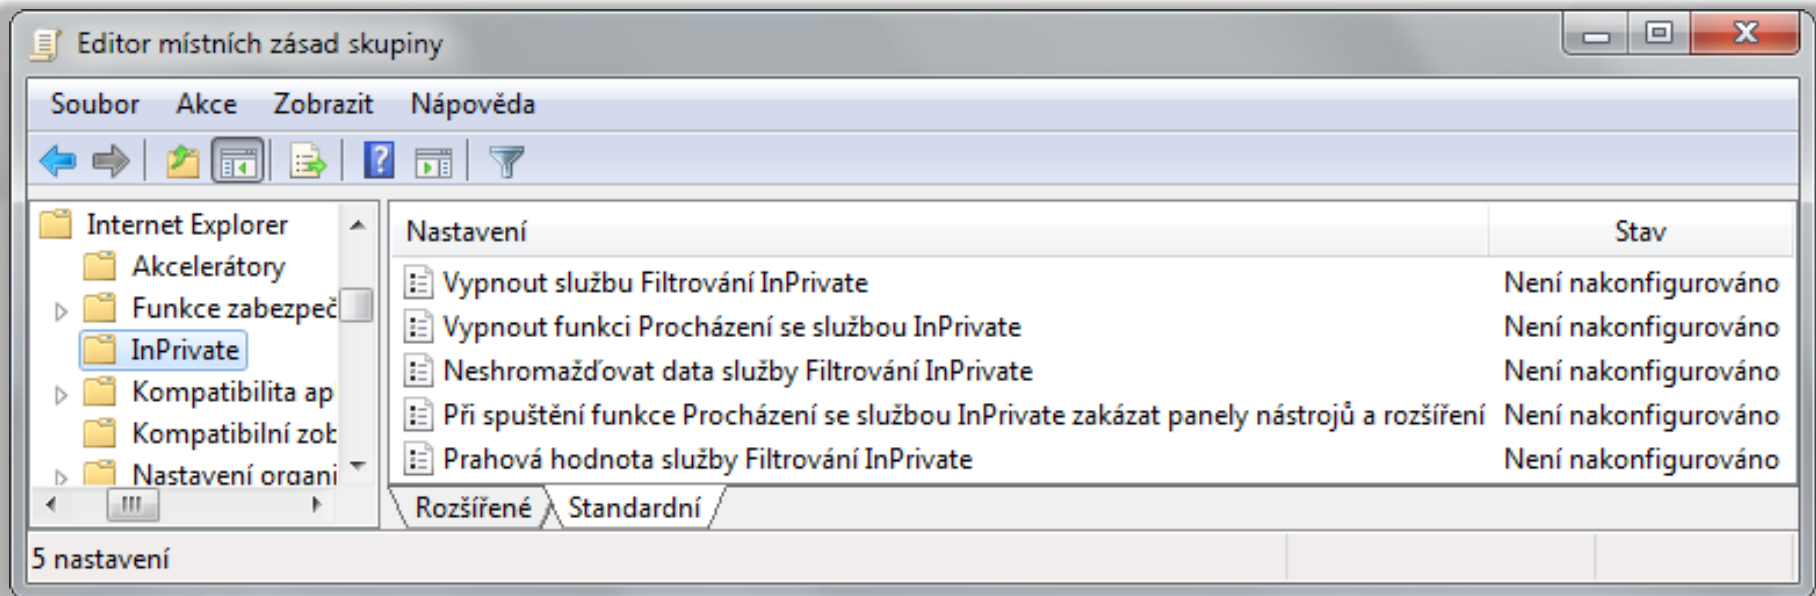 Editor místních zásad skupiny
Soubor Akce Zobrazit Nápověda
Internet Explorer
Akcelerátory
Funkce zabezpeč
InPrivate
Kompatibilita ap
Kompatibilní zob
Nastavení organi
Nastavení Stav
Vypnout službu Filtrování InPrivate Není nakonfigurováno
Vypnout funkci Procházení se službou InPrivate Není nakonfigurováno
Neshromažďovat data služby Filtrování InPrivate Není nakonfigurováno
Při spuštění funkce Procházení se službou InPrivate zakázat panely nástrojů a rozšíření Není nakonfigurováno
Prahová hodnota služby Filtrování InPrivate Není nakonfigurováno
Rozšířené Standardní
5 nastavení